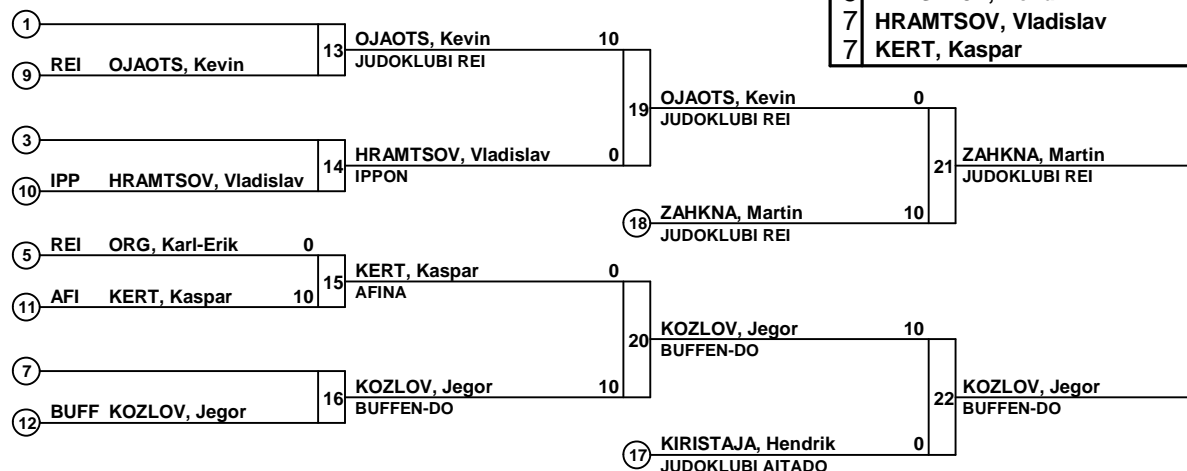 7 HRAMTSOV, Vladislav
7 KERT, Kaspar
1
9 REI OJAOTS, Kevin
13 OJAOTS, Kevin 10
JUDOKLUBI REI
3
10 IPP HRAMTSOV, Vladislav
14 HRAMTSOV, Vladislav 0
IPPON
5 REI ORG, Karl-Erik 0
11 AFI KERT, Kaspar 10
15 KERT, Kaspar 0
AFINA
7
12 BUFF KOZLOV, Jegor
16 KOZLOV, Jegor 10
BUFFEN-DO
19 OJAOTS, Kevin 0
JUDOKLUBI REI
18 ZAHKNA, Martin 10
JUDOKLUBI REI
20 KOZLOV, Jegor 10
BUFFEN-DO
17 KIRISTAJA, Hendrik 0
JUDOKLUBI AITADO
21 ZAHKNA, Martin
JUDOKLUBI REI
22 KOZLOV, Jegor
BUFFEN-DO